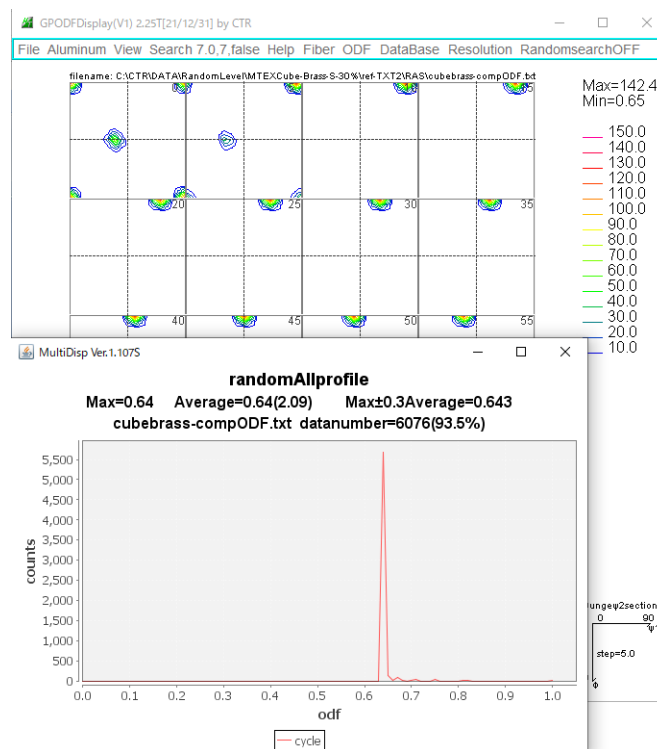 GPODFDisplay(V1) 2.25T[21/12/31] by CTR
File Aluminum View Search 7.0,7,false Help Fiber ODF DataBase Resolution RandomsearchOFF
filename: C:\CTR\DATA\RandomLevel\MTEXCube-Brass-S-30%\ref-TXT2\RAS\cubebrass-compODF.txt
Max=142.4
Min=0.65
150.0
140.0
130.0
120.0
110.0
100.0
90.0
80.0
70.0
60.0
50.0
40.0
30.0
20.0
10.0
20 25 30 35
40 45 50 55
MultiDisp Ver.1.107S
randomAllprofile
Max=0.64 Average=0.64(2.09) Max±0.3Average=0.643
cubebrass-compODF.txt datanumber=6076(93.5%)
counts
5,500
5,000
4,500
4,000
3,500
3,000
2,500
2,000
1,500
1,000
500
0
0.0 0.1 0.2 0.3 0.4 0.5 0.6 0.7 0.8 0.9 1.0
odf
cycle
ungeψ2section
0 90
ψ1
step=5.0
Φ